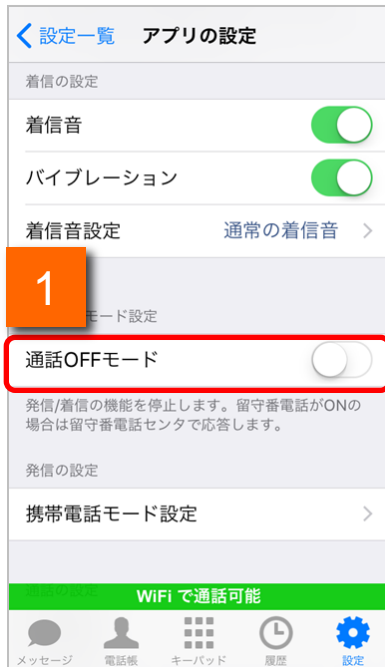 設定一覧 アプリの設定
着信の設定
着信音
バイブレーション
着信音設定 通常の着信音
1
モード設定
通話OFFモード
発信/着信の機能を停止します。留守番電話がONの
場合は留守番電話センタで応答します。
発信の設定
携帯電話モード設定
通話の設定
WiFi で通話可能
メッセージ 電話帳 キーパッド 履歴 設定